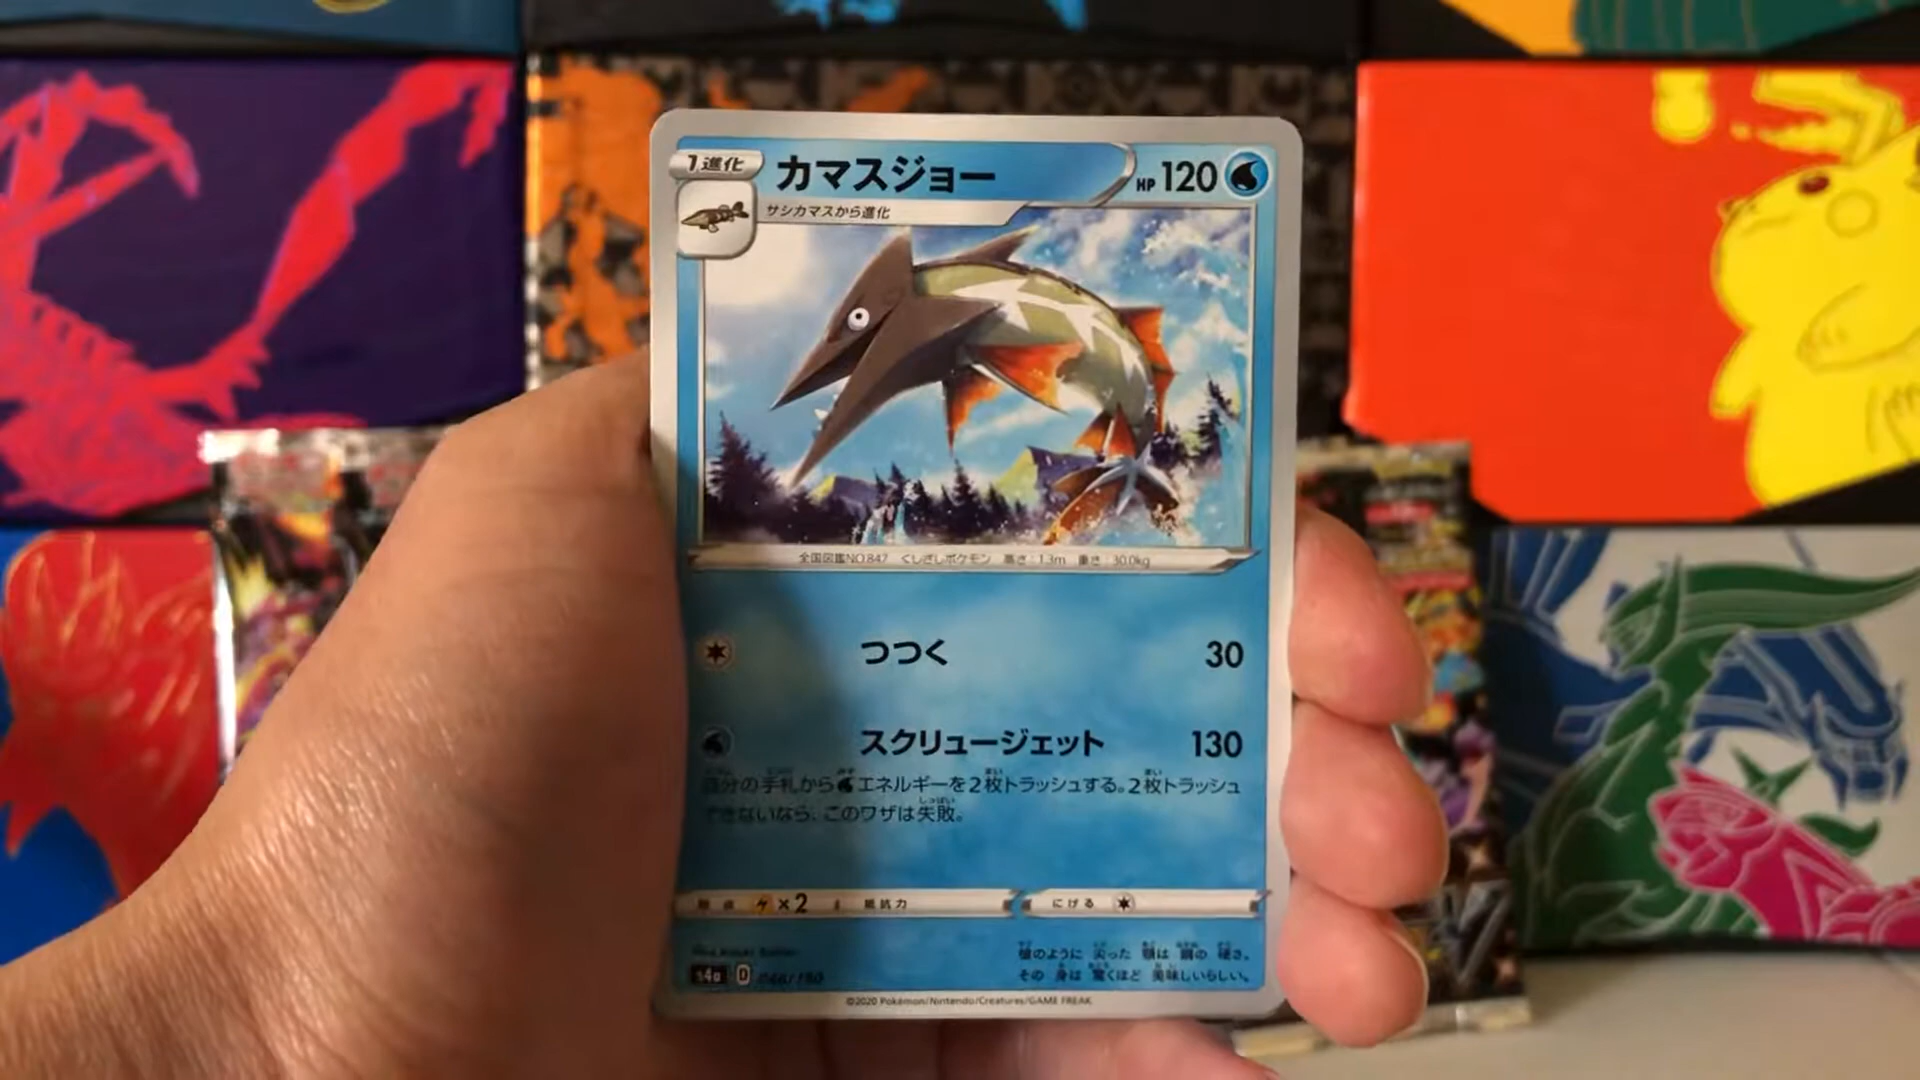 1進化
カマスジョー
HP 120
サシカマスから進化
全国図鑑NO.847 くしざしポケモン 高さ:1.3m 重さ:30.0kg
つつく 30
スクリュージェット 130
自分の手札からエネルギーを2枚トラッシュする。2枚トラッシュ
できないなら、このワザは失敗。
弱点 ×2 抵抗力 にげる
槍のように 尖った 顎は 鋼の 硬さ。
その 身は 驚くほど 美味しいらしい。
s4a D
©2020 Pokémon/Nintendo/Creatures/GAME FREAK